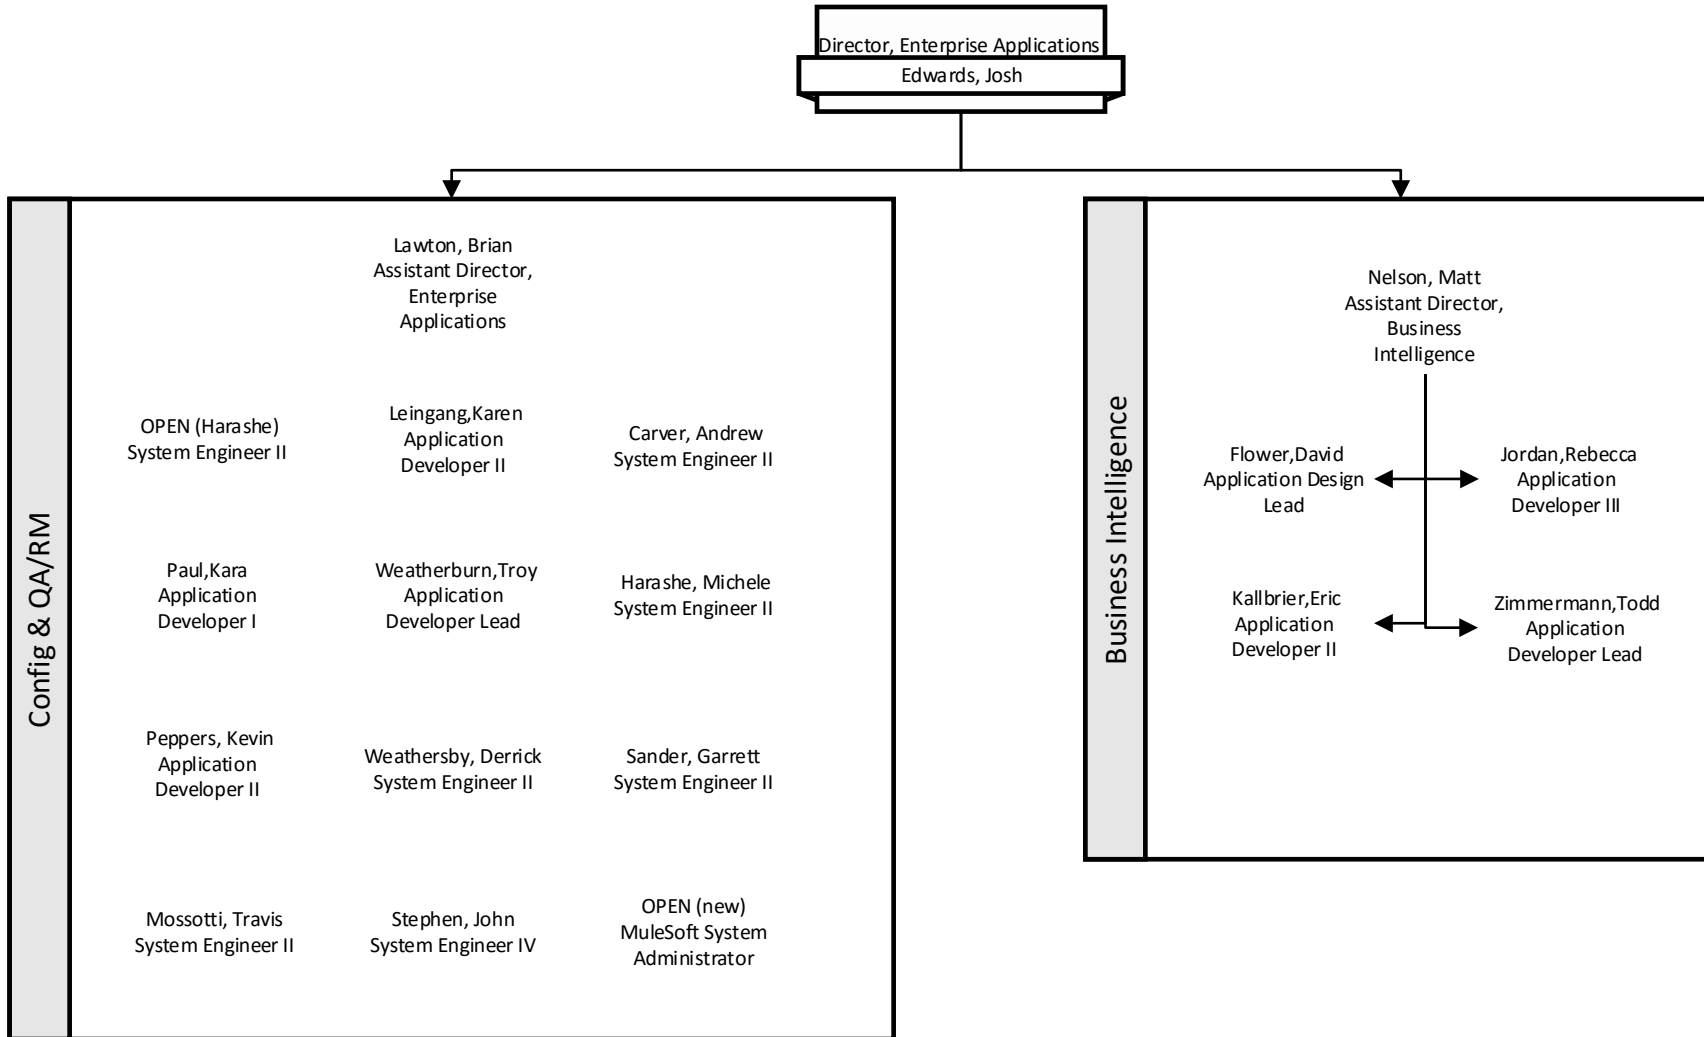 Director, Enterprise Applications
Edwards, Josh
Config & QA/RM
Lawton, Brian
Assistant Director,
Enterprise
Applications
OPEN (Harashe)
System Engineer II
Leingang,Karen
Application
Developer II
Carver, Andrew
System Engineer II
Paul,Kara
Application
Developer I
Weatherburn,Troy
Application
Developer Lead
Harashe, Michele
System Engineer II
Peppers, Kevin
Application
Developer II
Weathersby, Derrick
System Engineer II
Sander, Garrett
System Engineer II
Mossotti, Travis
System Engineer II
Stephen, John
System Engineer IV
OPEN (new)
MuleSoft System
Administrator
Business Intelligence
Nelson, Matt
Assistant Director,
Business
Intelligence
Flower,David
Application Design
Lead
Jordan,Rebecca
Application
Developer III
Kallbrier,Eric
Application
Developer II
Zimmermann,Todd
Application
Developer Lead